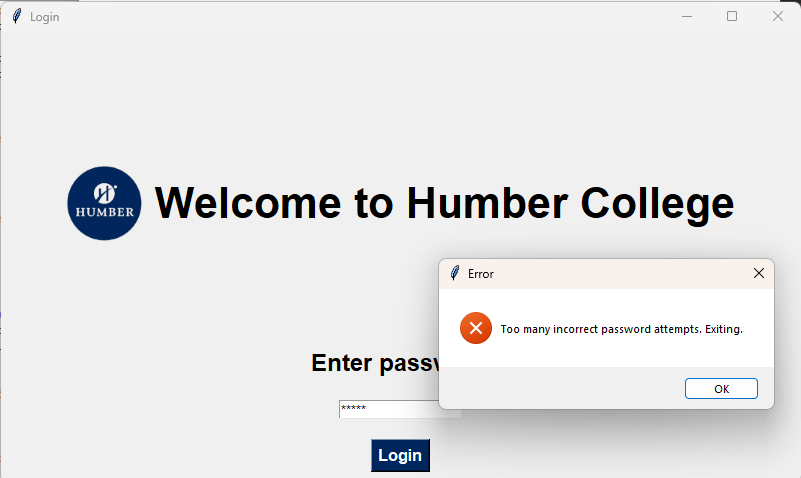 Login
HUMBER
Welcome to Humber College
Error
Too many incorrect password attempts. Exiting.
OK
Enter passw
*****
Login